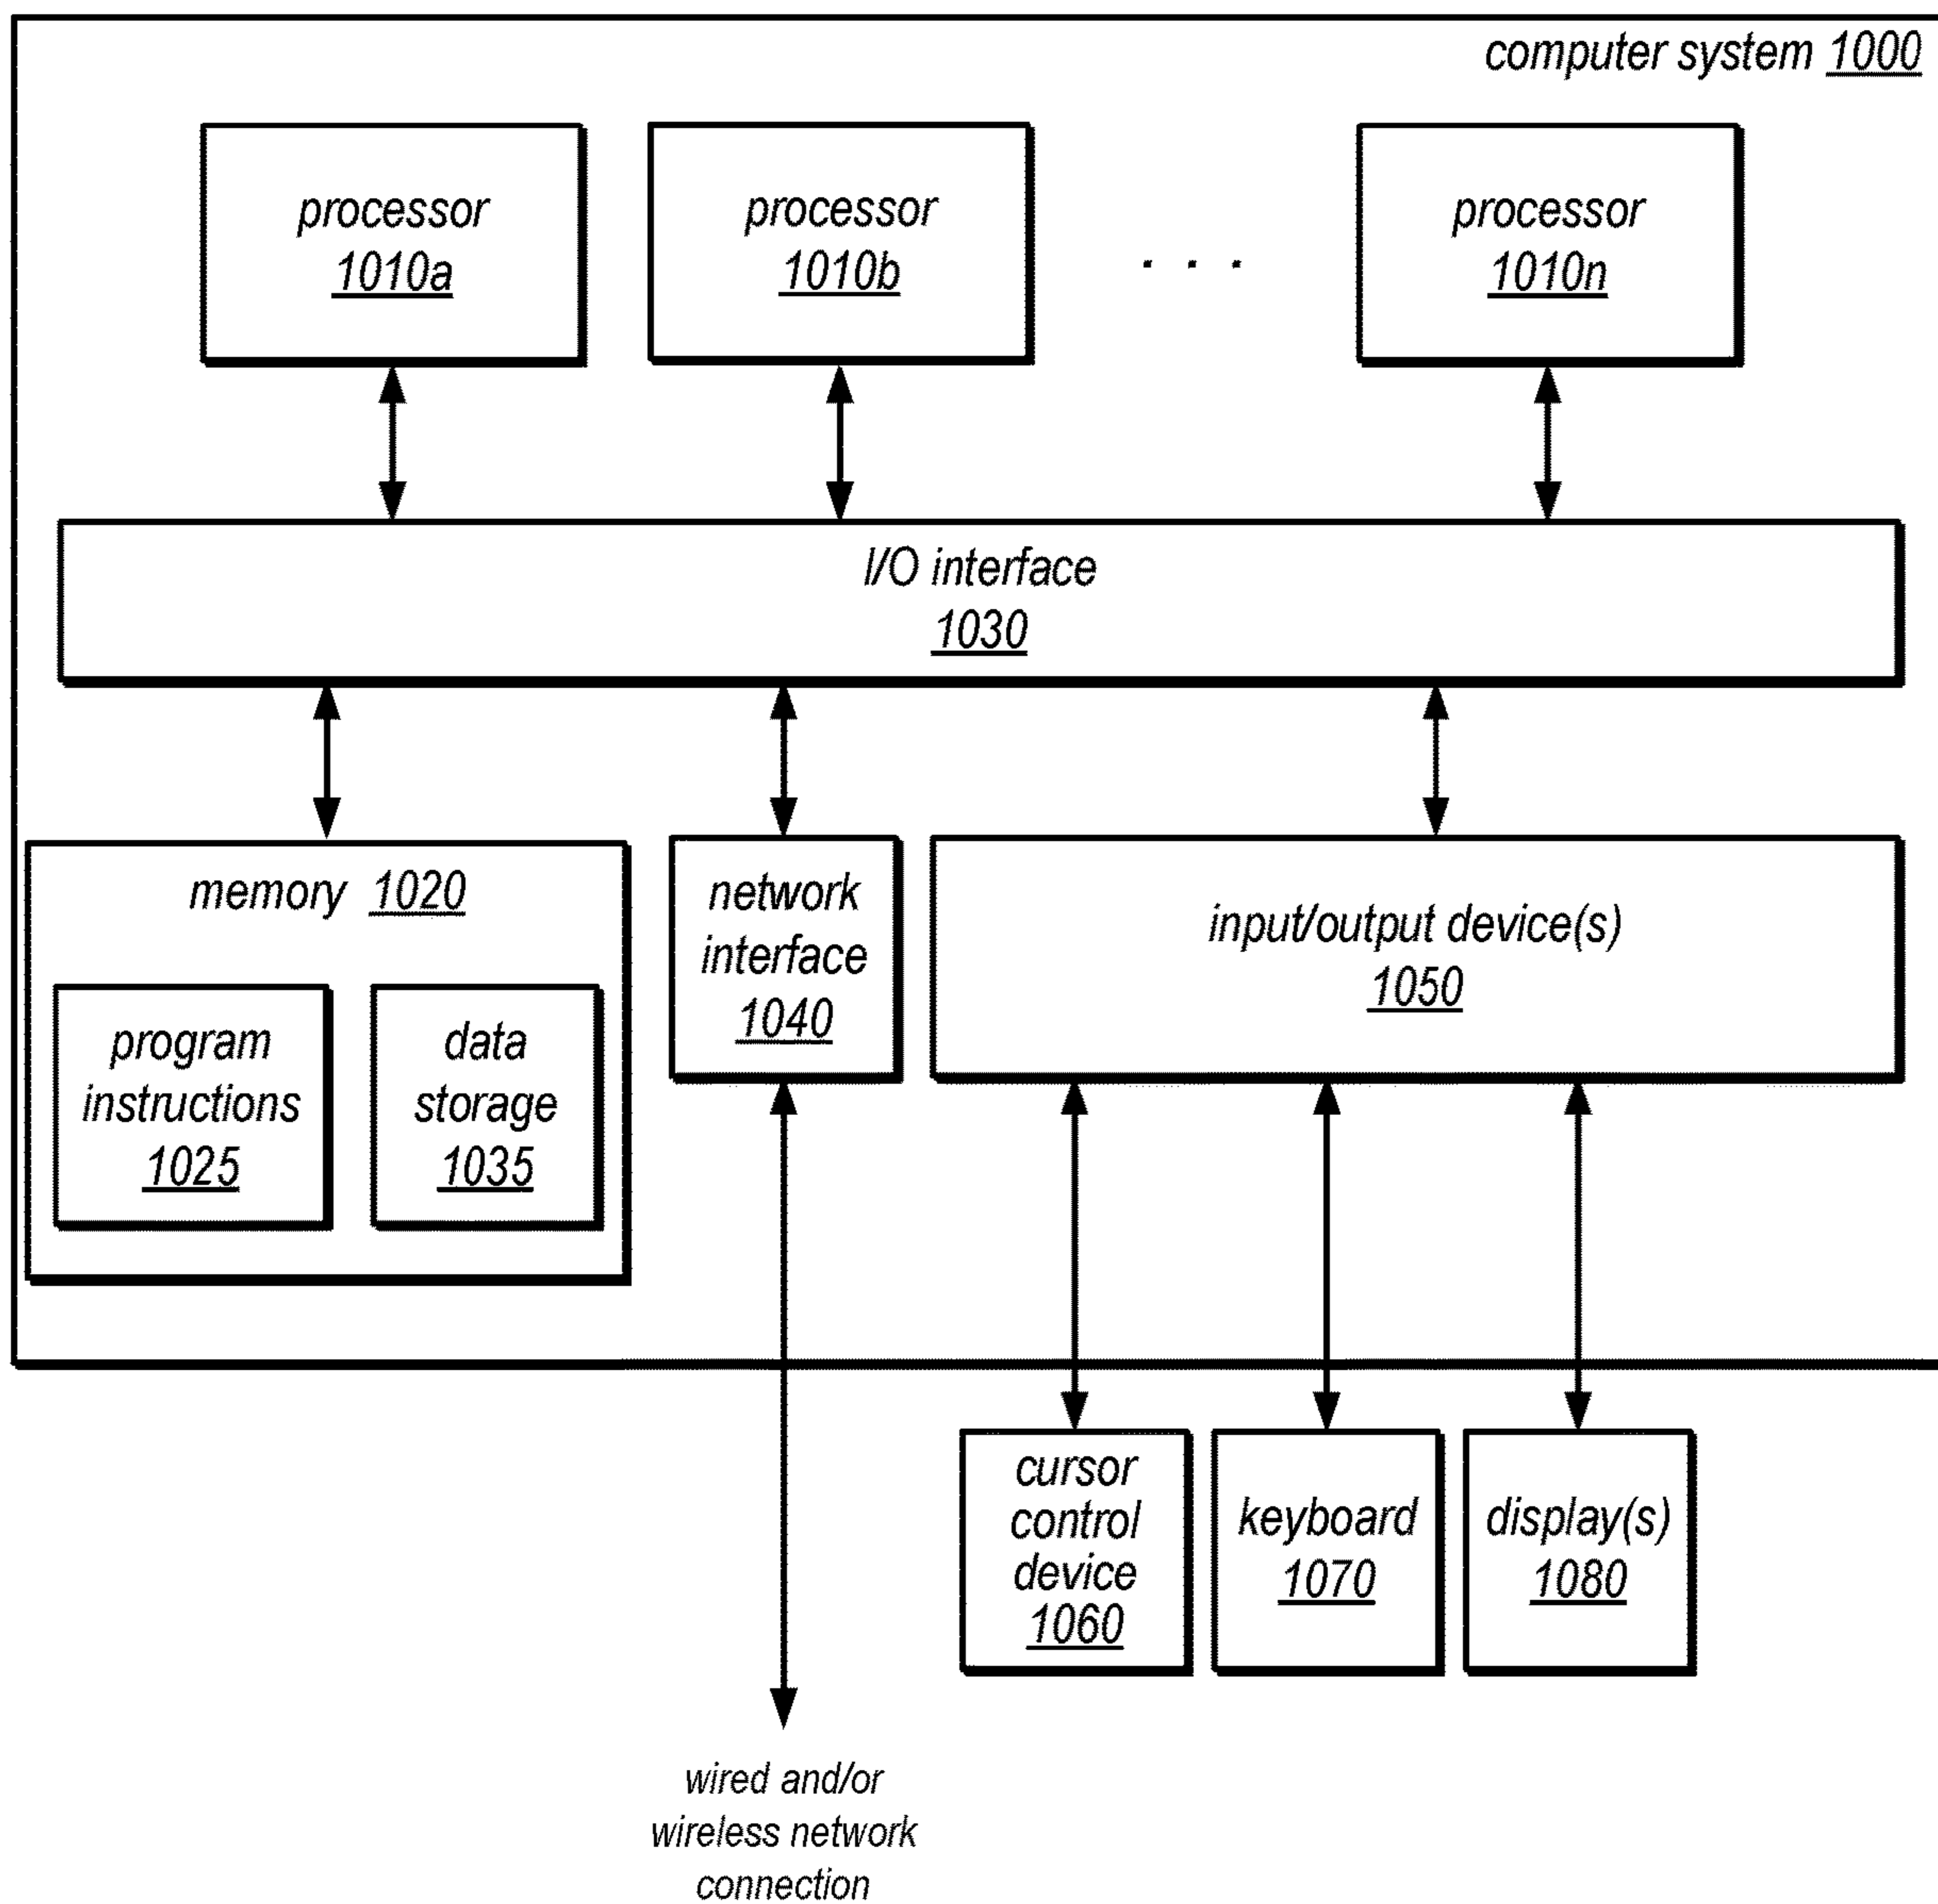 computer system 1000
processor
1010a
processor
1010b
. . .
processor
1010n
I/O interface
1030
memory 1020
program
instructions
1025
data
storage
1035
network
interface
1040
input/output device(s)
1050
cursor
control
device
1060
keyboard
1070
display(s)
1080
wired and/or
wireless network
connection